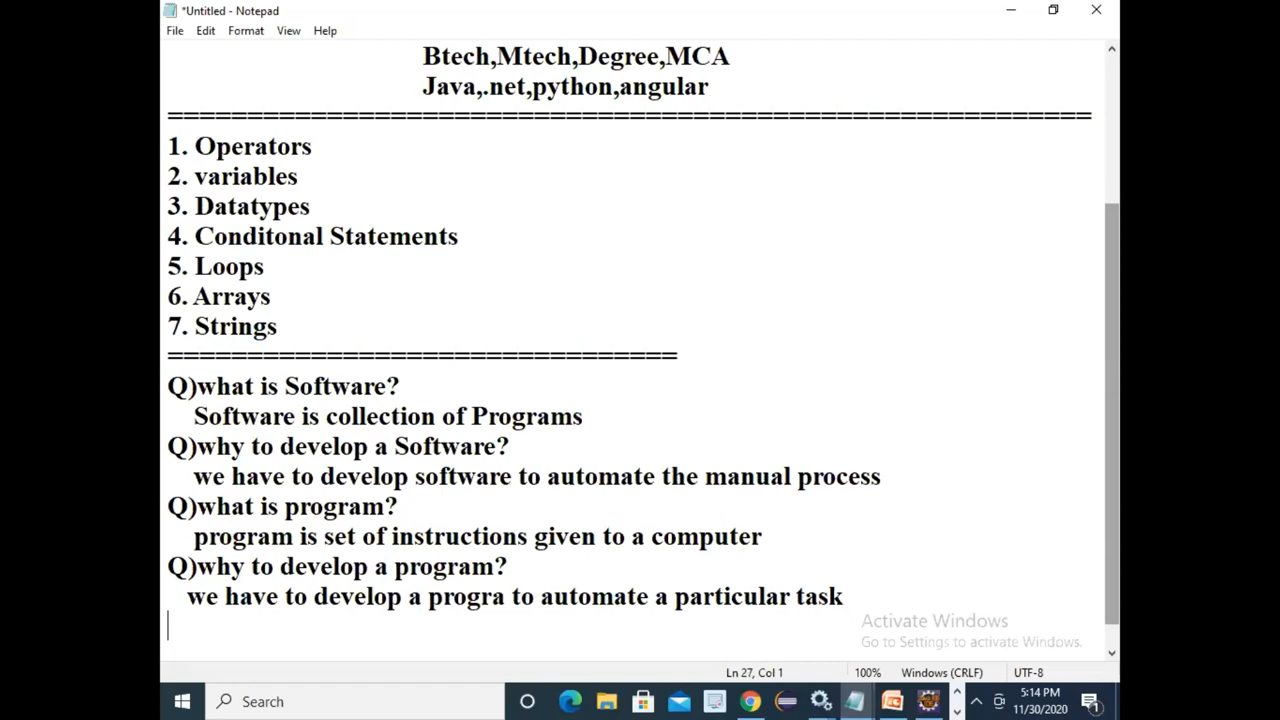 *Untitled - Notepad
File Edit Format View Help
Btech,Mtech,Degree,MCA
Java,.net,python,angular
==========================================================
1. Operators
2. variables
3. Datatypes
4. Conditonal Statements
5. Loops
6. Arrays
7. Strings
================================
Q)what is Software?
Software is collection of Programs
Q)why to develop a Software?
we have to develop software to automate the manual process
Q)what is program?
program is set of instructions given to a computer
Q)why to develop a program?
we have to develop a progra to automate a particular task
Activate Windows
Go to Settings to activate Windows.
Ln 27, Col 1 100% Windows (CRLF) UTF-8
Search 5:14 PM
11/30/2020 1